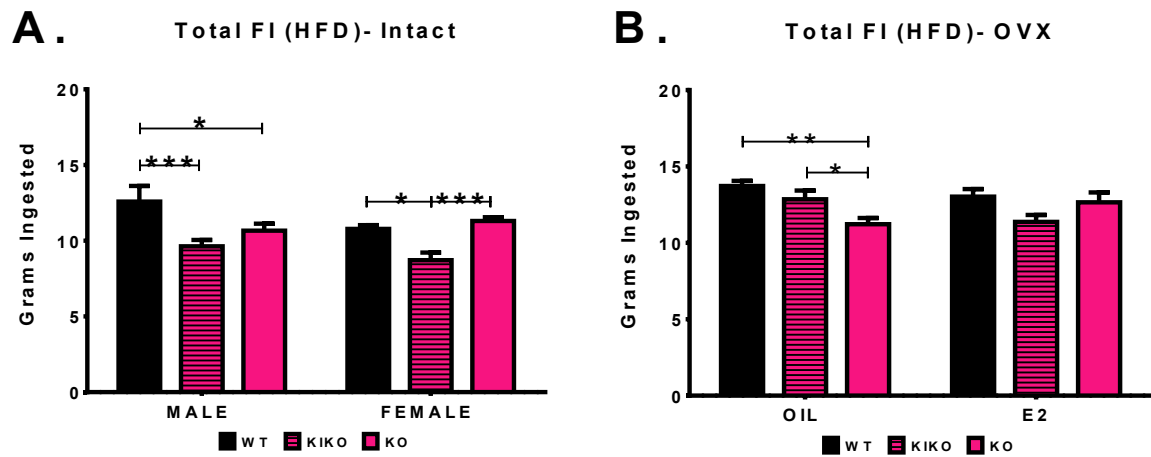 A. Total FI (HFD)- Intact
Grams Ingested
20
15
10
5
0
*
***
* ***
MALE FEMALE
WT KIKO KO
B. Total FI (HFD)- OVX
Grams Ingested
20
15
10
5
0
**
*
OIL E2
WT KIKO KO